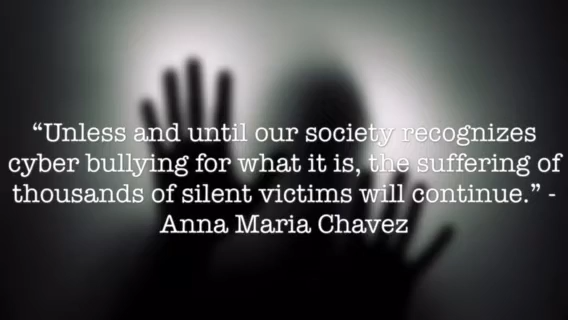 “Unless and until our society recognizes
cyber bullying for what it is, the suffering of
thousands of silent victims will continue.” -
Anna Maria Chavez